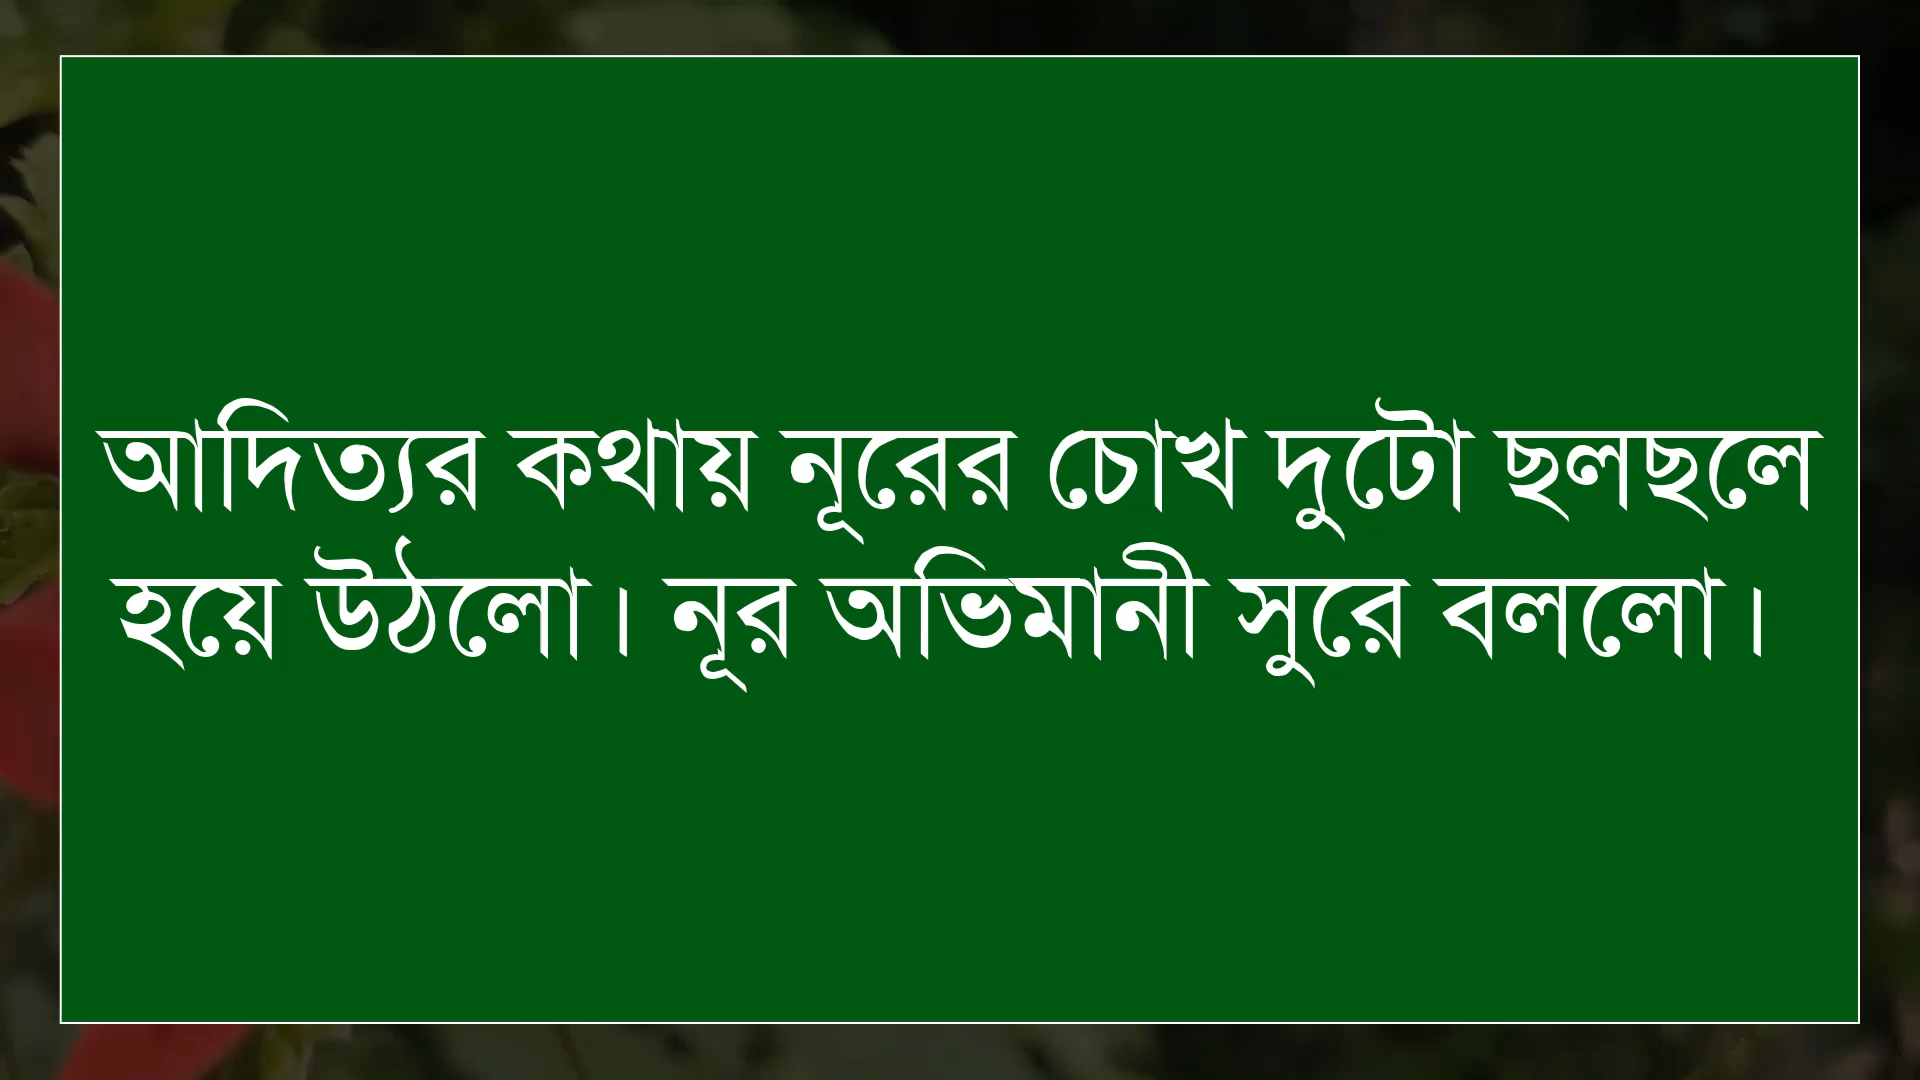 আদিত্যর কথায় নূরের চোখ দুটো ছলছলে
হয়ে উঠলো। নূর অভিমানী সুরে বললো।